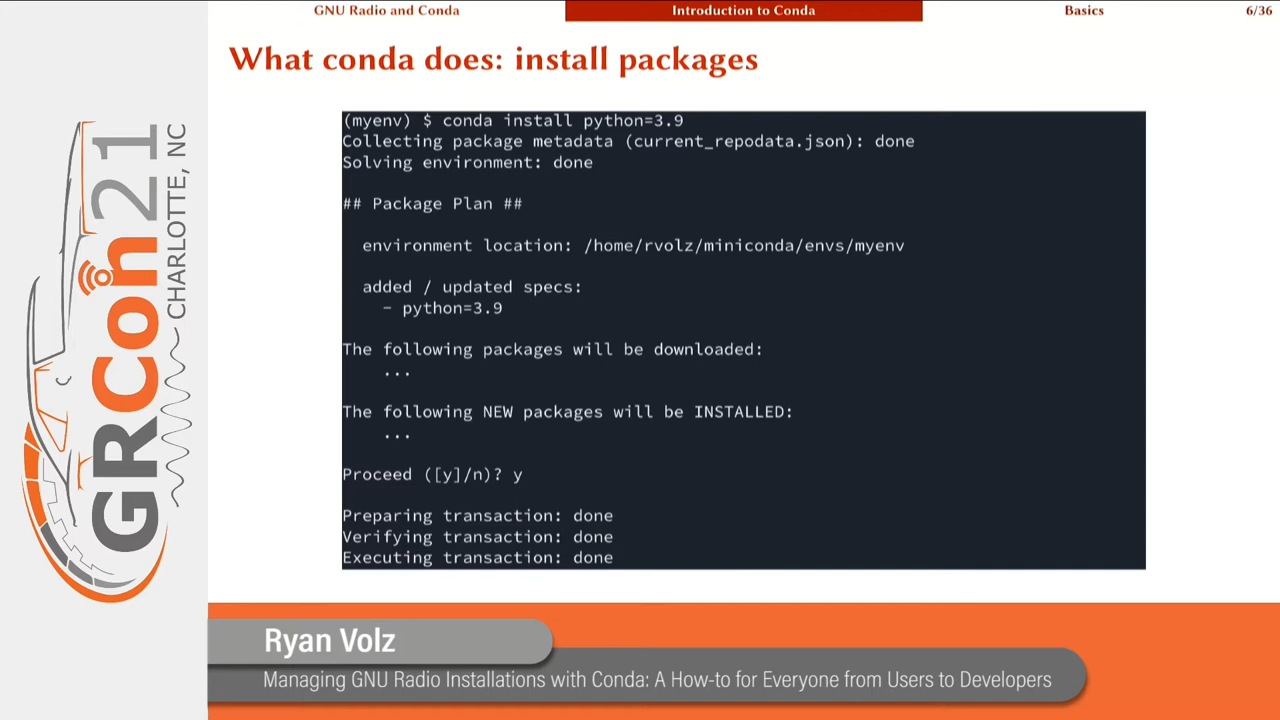 GNU Radio and Conda
Introduction to Conda
Basics
6/36
What conda does: install packages
(myenv) $ conda install python=3.9
Collecting package metadata (current_repodata.json): done
Solving environment: done
## Package Plan ##
environment location: /home/rvolz/miniconda/envs/myenv
added / updated specs:
- python=3.9
The following packages will be downloaded:
...
The following NEW packages will be INSTALLED:
...
Proceed ([y]/n)? y
Preparing transaction: done
Verifying transaction: done
Executing transaction: done
GRCon21
CHARLOTTE, NC
Ryan Volz
Managing GNU Radio Installations with Conda: A How-to for Everyone from Users to Developers